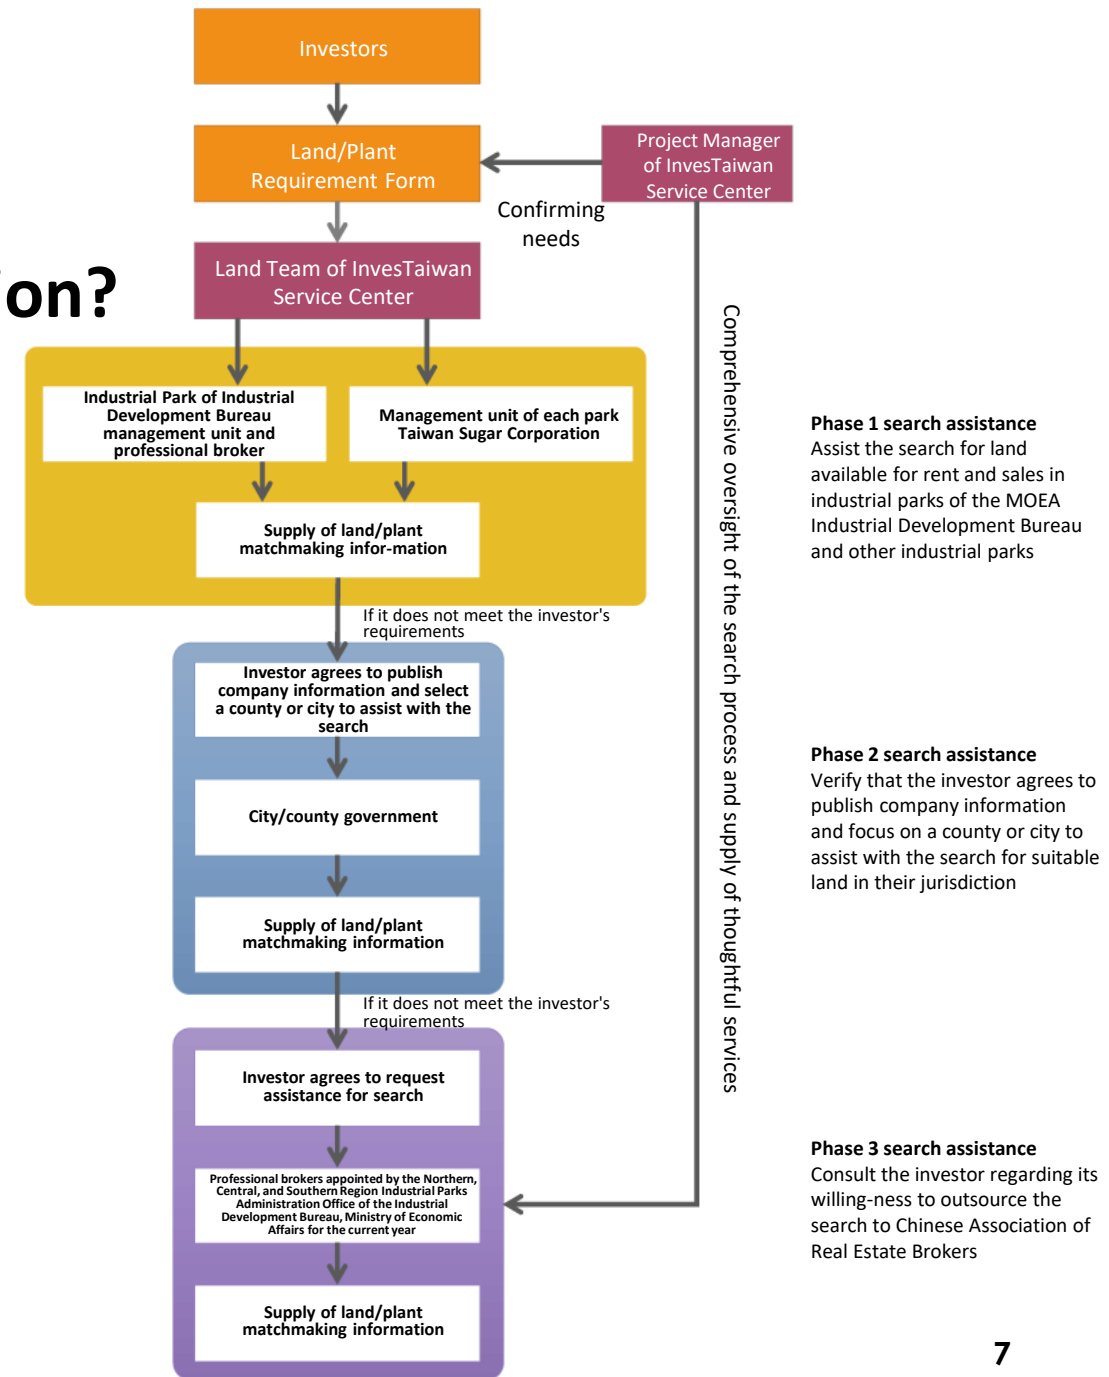 Investors
Land/Plant
Requirement Form
Project Manager
of InvesTaiwan
Service Center
Confirming
needs
ion?
Land Team of InvesTaiwan
Service Center
Comprehensive oversight of the search process and supply of thoughtful services
Industrial Park of Industrial
Development Bureau
management unit and
professional broker
Management unit of each park
Taiwan Sugar Corporation
Supply of land/plant
matchmaking infor-mation
Phase 1 search assistance
Assist the search for land
available for rent and sales in
industrial parks of the MOEA
Industrial Development Bureau
and other industrial parks
If it does not meet the investor's
requirements
Investor agrees to publish
company information and select
a county or city to assist with the
search
City/county government
Supply of land/plant
matchmaking information
Phase 2 search assistance
Verify that the investor agrees to
publish company information
and focus on a county or city to
assist with the search for suitable
land in their jurisdiction
If it does not meet the investor's
requirements
Investor agrees to request
assistance for search
Professional brokers appointed by the Northern,
Central, and Southern Region Industrial Parks
Administration Office of the Industrial
Development Bureau, Ministry of Economic
Affairs for the current year
Supply of land/plant
matchmaking information
Phase 3 search assistance
Consult the investor regarding its
willing-ness to outsource the
search to Chinese Association of
Real Estate Brokers
7